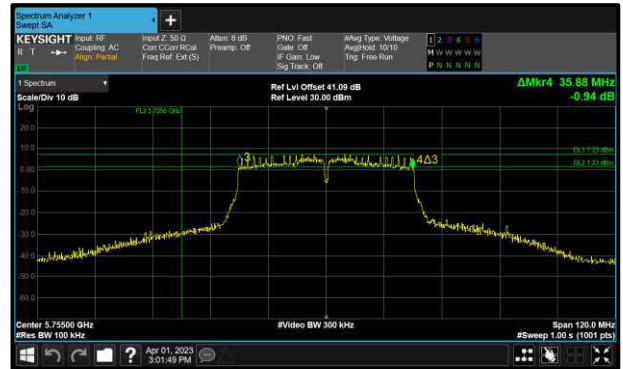 Spectrum Analyzer 1
Swept SA
+
KEYSIGHT
R T
Input: RF
Coupling: AC
Align: Partial
Input Z: 50 Ω
Corr CCorr RCal
Freq Ref: Ext (S)
Atten: 6 dB
Preamp: Off
PNO: Fast
Gate: Off
IF Gain: Low
Sig Track: Off
#Avg Type: Voltage
Avg|Hold: 10/10
Trig: Free Run
1 2 3 4 5 6
M W W W W W
P N N N N N
1 Spectrum
Scale/Div 10 dB
Log
Ref Lvl Offset 41.09 dB
Ref Level 30.00 dBm
ΔMkr4 35.88 MHz
-0.94 dB
20.0
10.0
0.00
-10.0
-20.0
-30.0
-40.0
-50.0
-60.0
3
4Δ3
Center 5.75500 GHz
#Res BW 100 kHz
#Video BW 300 kHz
Span 120.0 MHz
#Sweep 1.00 s (1001 pts)
?
Apr 01, 2023
3:01:49 PM